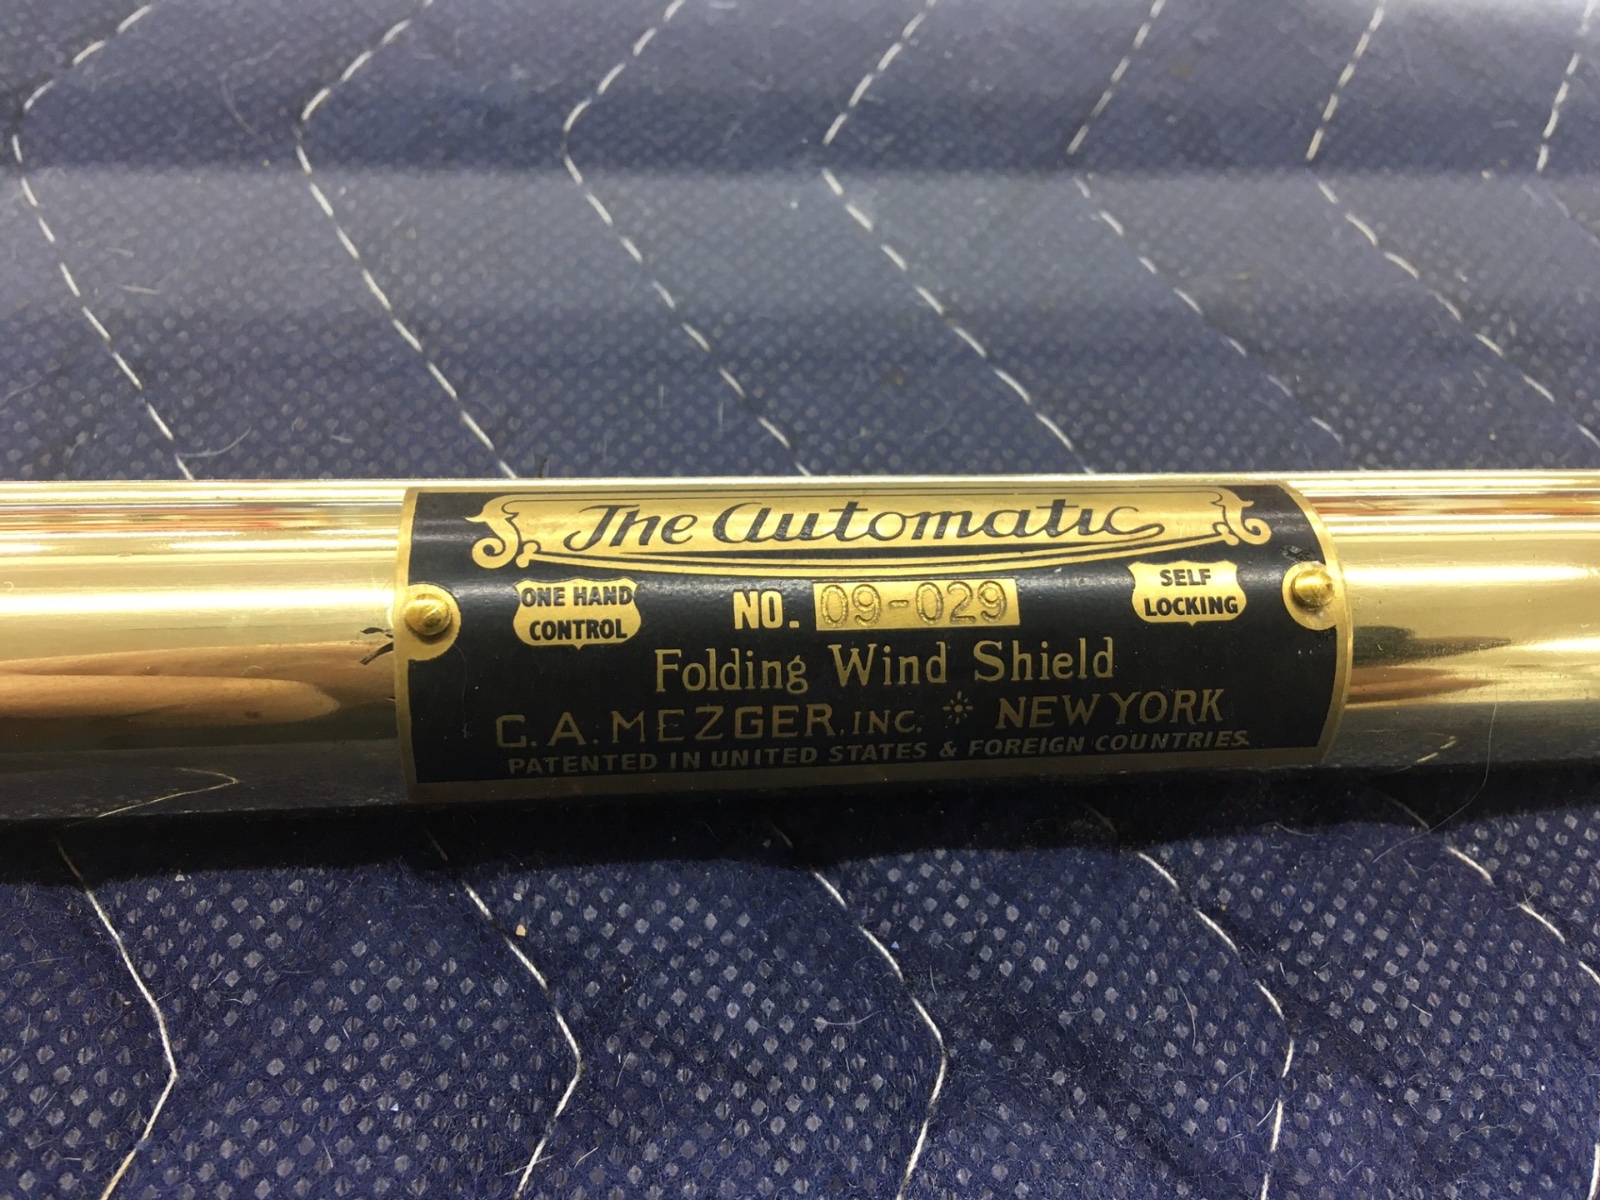 The Automatic
ONE HAND
CONTROL
NO. 09-029
SELF
LOCKING
Folding Wind Shield
C.A.MEZGER, INC. NEW YORK
PATENTED IN UNITED STATES & FOREIGN COUNTRIES